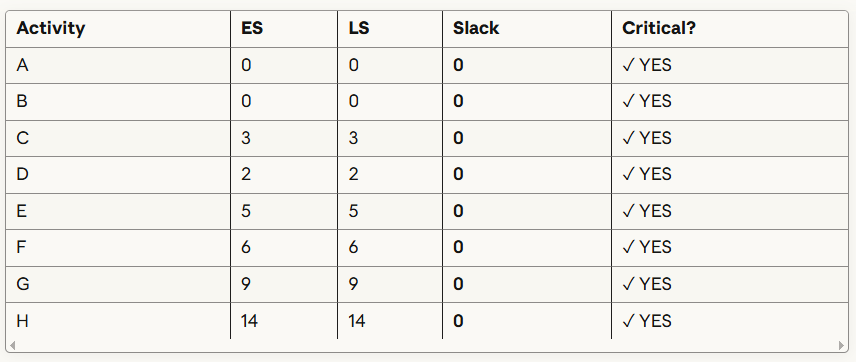 Activity ES LS Slack Critical?
A 0 0 0 ✓ YES
B 0 0 0 ✓ YES
C 3 3 0 ✓ YES
D 2 2 0 ✓ YES
E 5 5 0 ✓ YES
F 6 6 0 ✓ YES
G 9 9 0 ✓ YES
H 14 14 0 ✓ YES